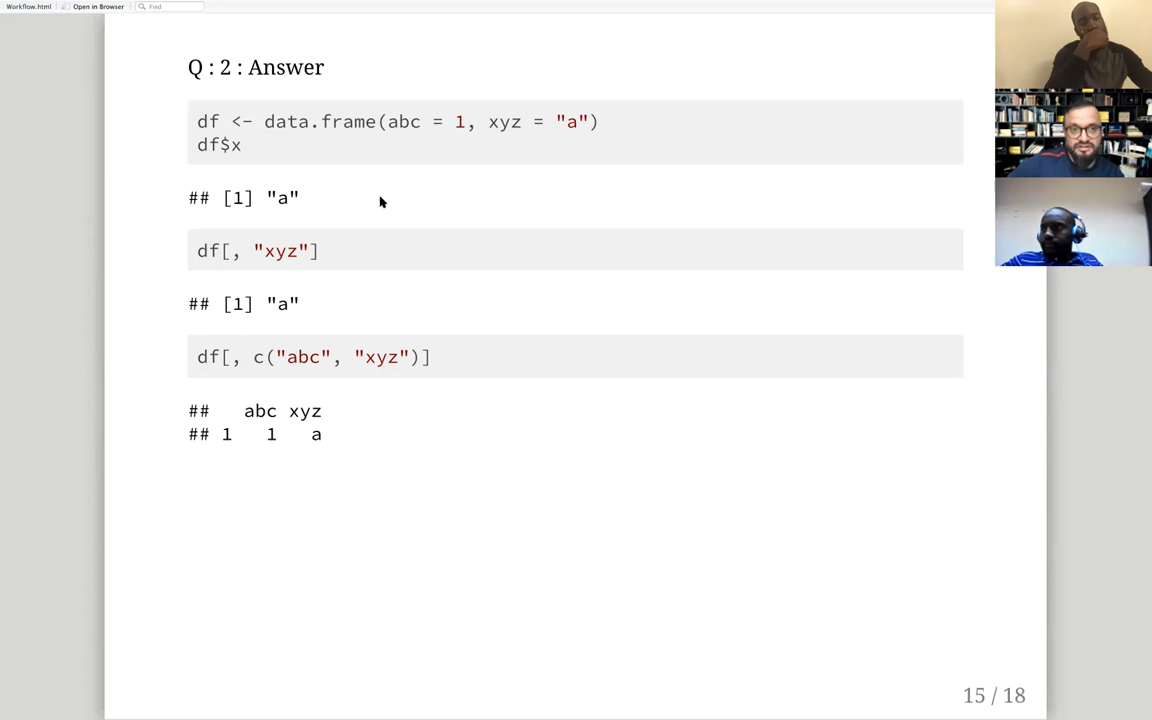 Workflow.html Open in Browser Find
Q : 2 : Answer
df <- data.frame(abc = 1, xyz = "a")
df$x
## [1] "a"
df[, "xyz"]
## [1] "a"
df[, c("abc", "xyz")]
##   abc xyz
## 1   1   a
15 / 18